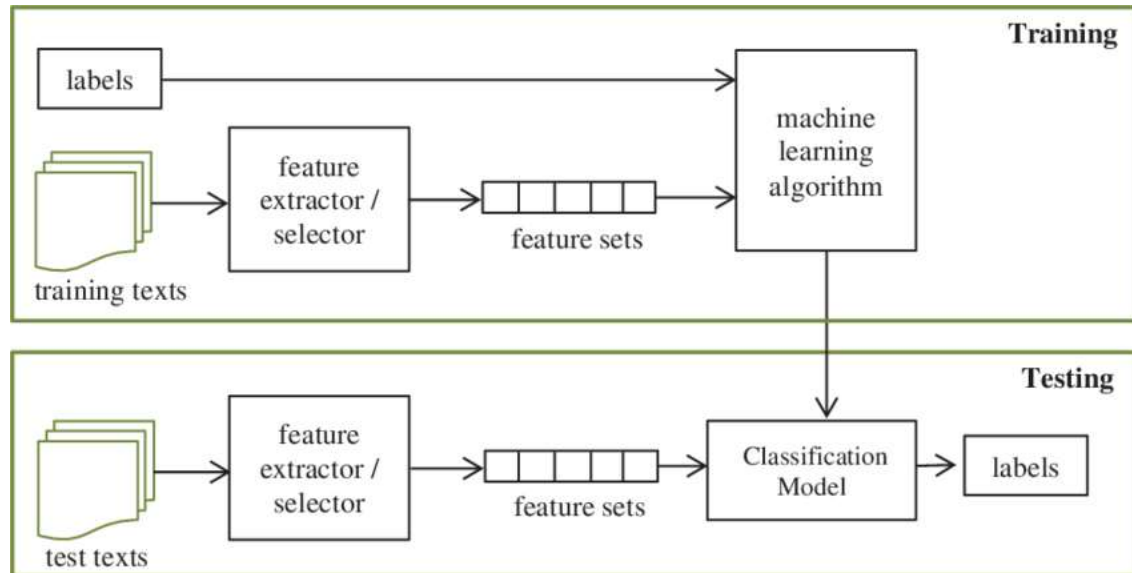 Training
labels
machine
learning
algorithm
feature
extractor /
selector
feature sets
training texts
Testing
feature
extractor /
selector
Classification
Model
labels
feature sets
test texts